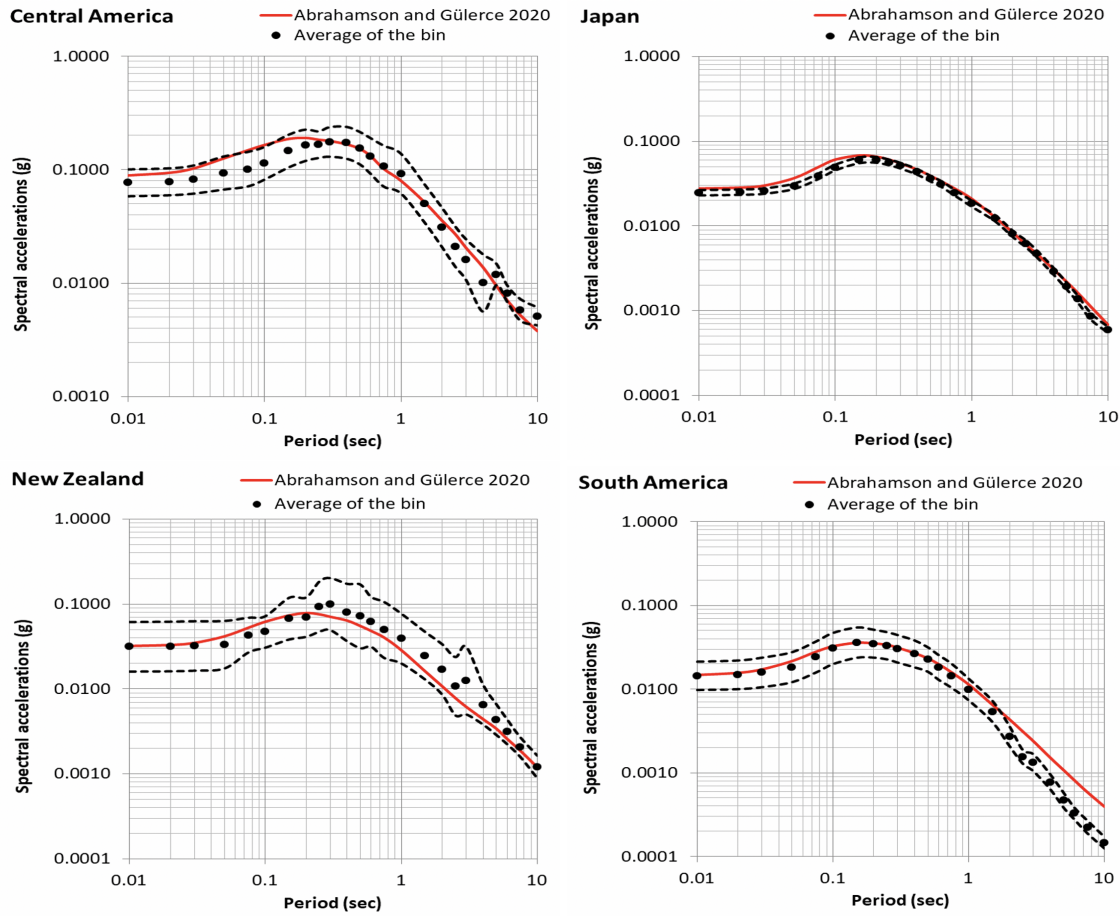 Central America
Abrahamson and Gülerce 2020
Average of the bin
Spectral accelerations (g)
1.0000
0.1000
0.0100
0.0010
0.01 0.1 1 10
Period (sec)
Japan
Abrahamson and Gülerce 2020
Average of the bin
Spectral accelerations (g)
1.0000
0.1000
0.0100
0.0010
0.0001
0.01 0.1 1 10
Period (sec)
New Zealand
Abrahamson and Gülerce 2020
Average of the bin
Spectral accelerations (g)
1.0000
0.1000
0.0100
0.0010
0.0001
0.01 0.1 1 10
Period (sec)
South America
Abrahamson and Gülerce 2020
Average of the bin
Spectral accelerations (g)
1.0000
0.1000
0.0100
0.0010
0.0001
0.01 0.1 1 10
Period (sec)